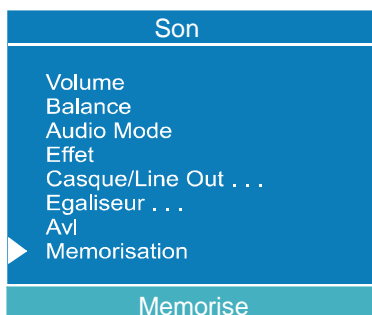 Son
Volume
Balance
Audio Mode
Effet
Casque/Line Out . . .
Egaliseur . . .
Avl
Memorisation
Memorise